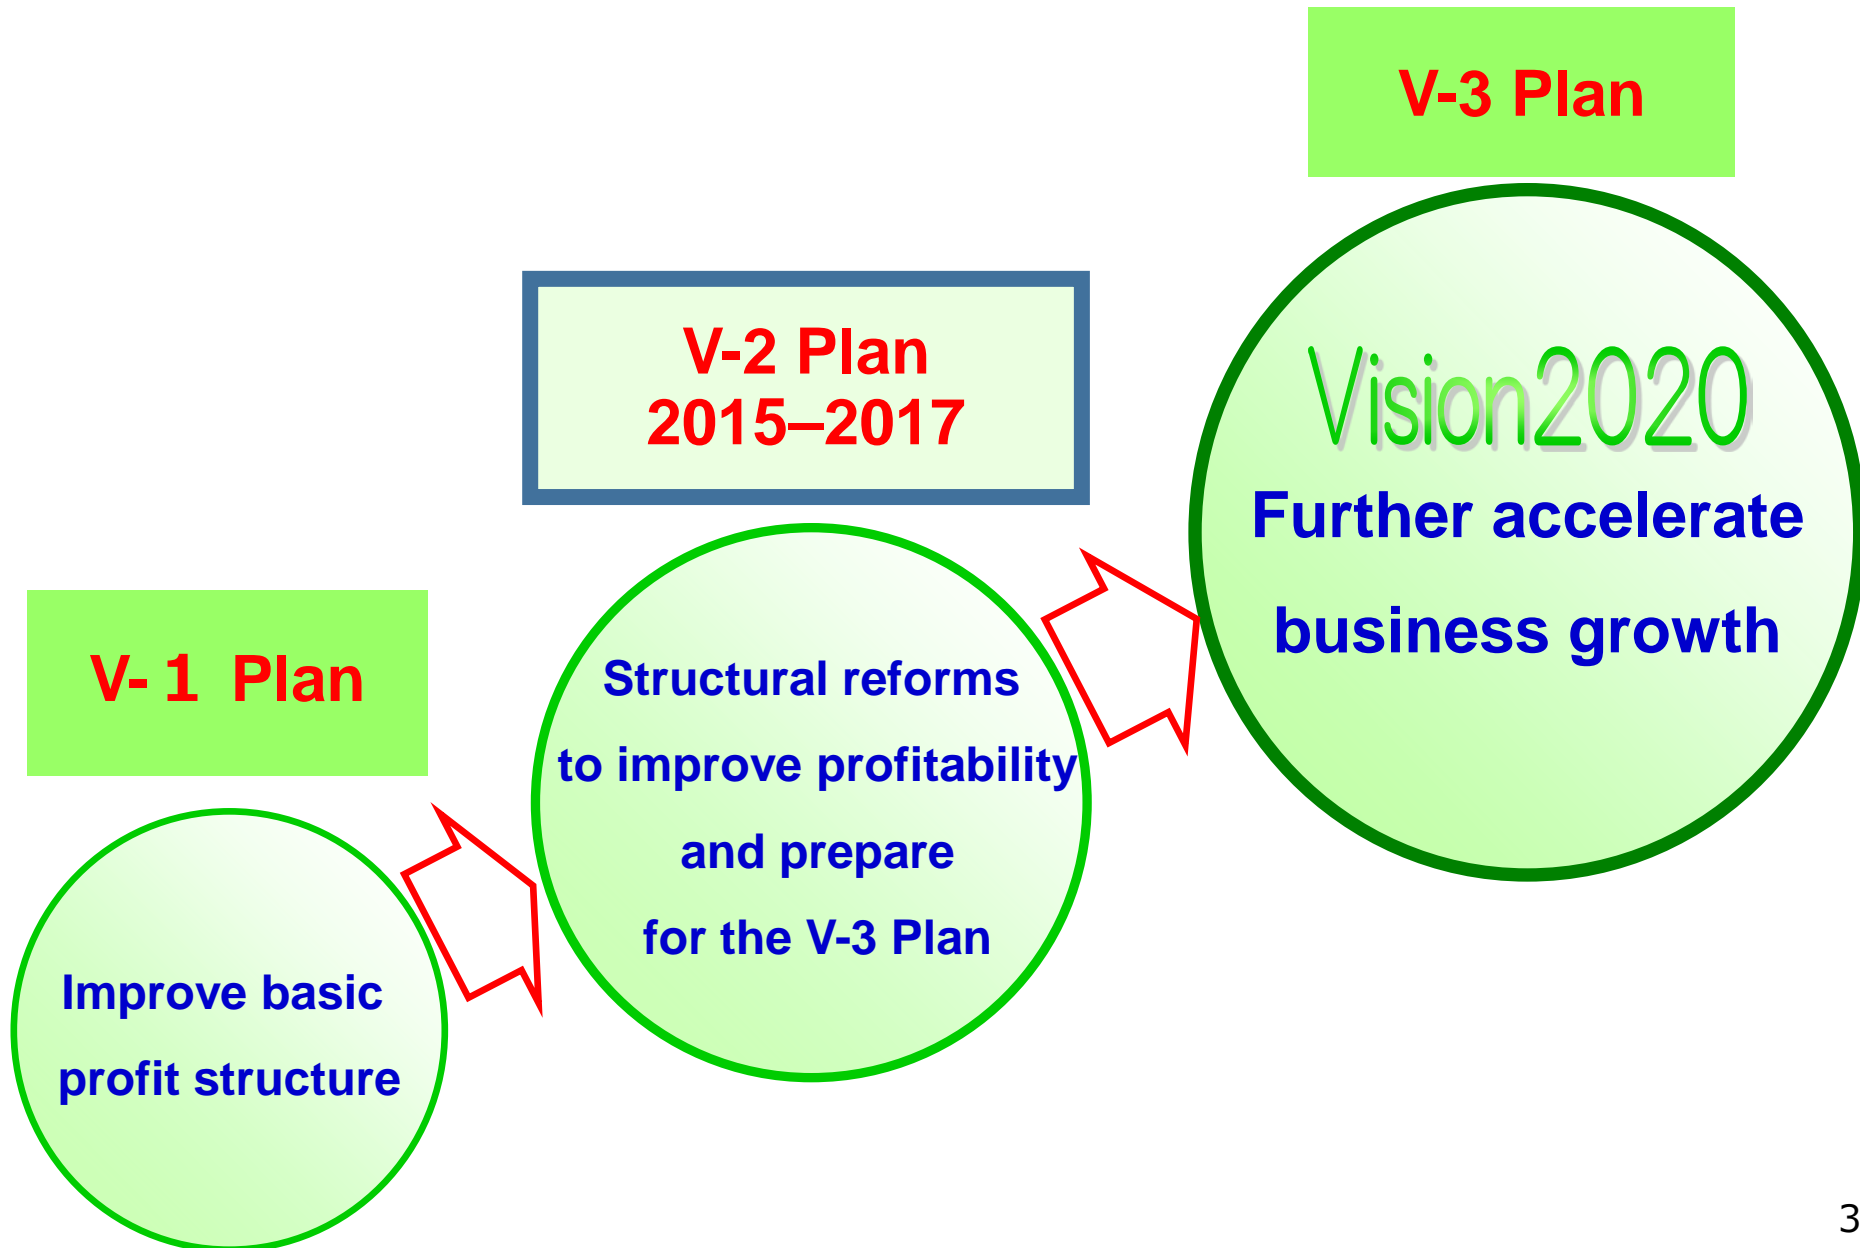 V-１ Plan
Improve basic
profit structure
V-2 Plan
2015–2017
Structural reforms
to improve profitability
and prepare
for the V-3 Plan
V-3 Plan
Vision2020
Further accelerate
business growth
3